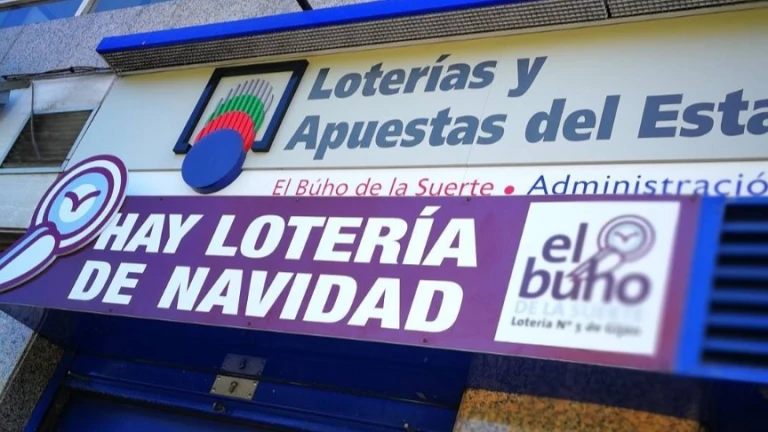 Loterías y
Apuestas del Esta
El Búho de la Suerte • Administració
HAY LOTERÍA
DE NAVIDAD
el
búho
DE LA SUERTE
Lotería Nº 5 de Gijón